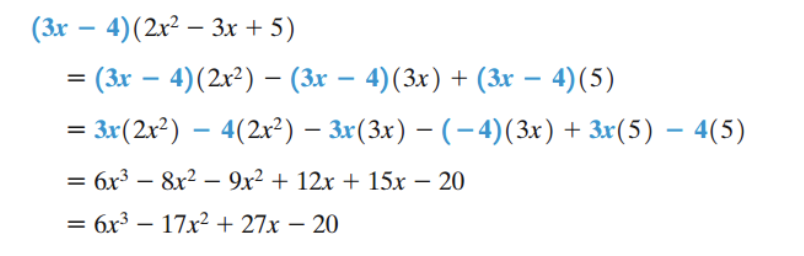 (3x − 4)(2x² − 3x + 5)
= (3x − 4)(2x²) − (3x − 4)(3x) + (3x − 4)(5)
= 3x(2x²) − 4(2x²) − 3x(3x) − (−4)(3x) + 3x(5) − 4(5)
= 6x³ − 8x² − 9x² + 12x + 15x − 20
= 6x³ − 17x² + 27x − 20